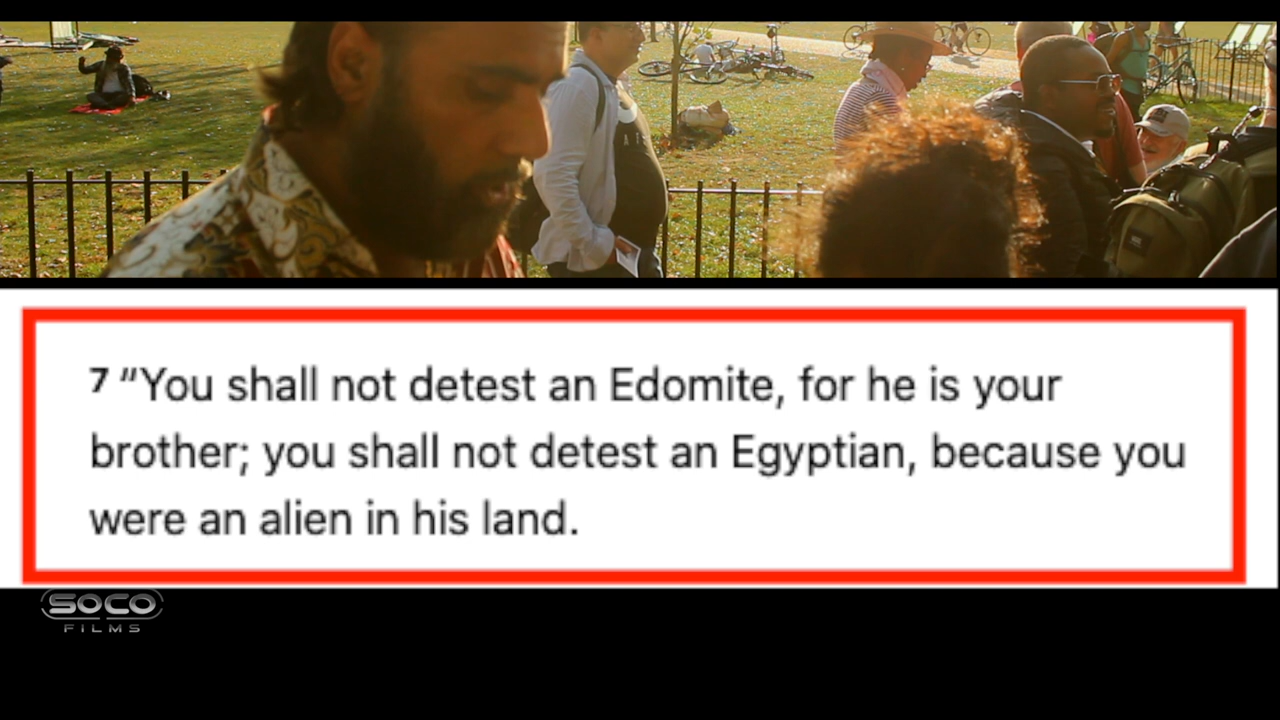 7 “You shall not detest an Edomite, for he is your
brother; you shall not detest an Egyptian, because you
were an alien in his land.
SOCO
FILMS